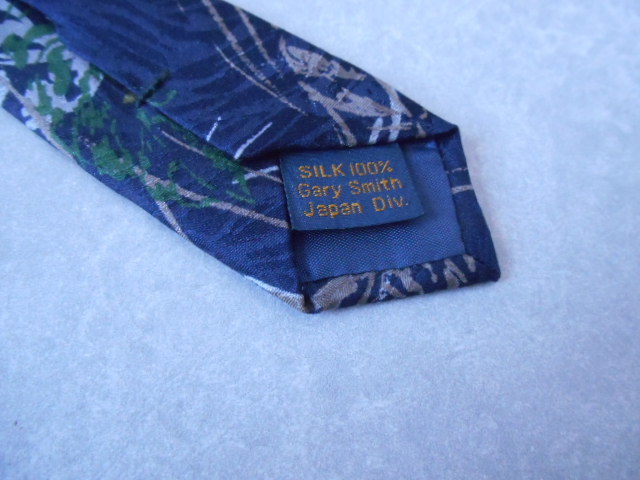 SILK 100%
Gary Smith
Japan Div.